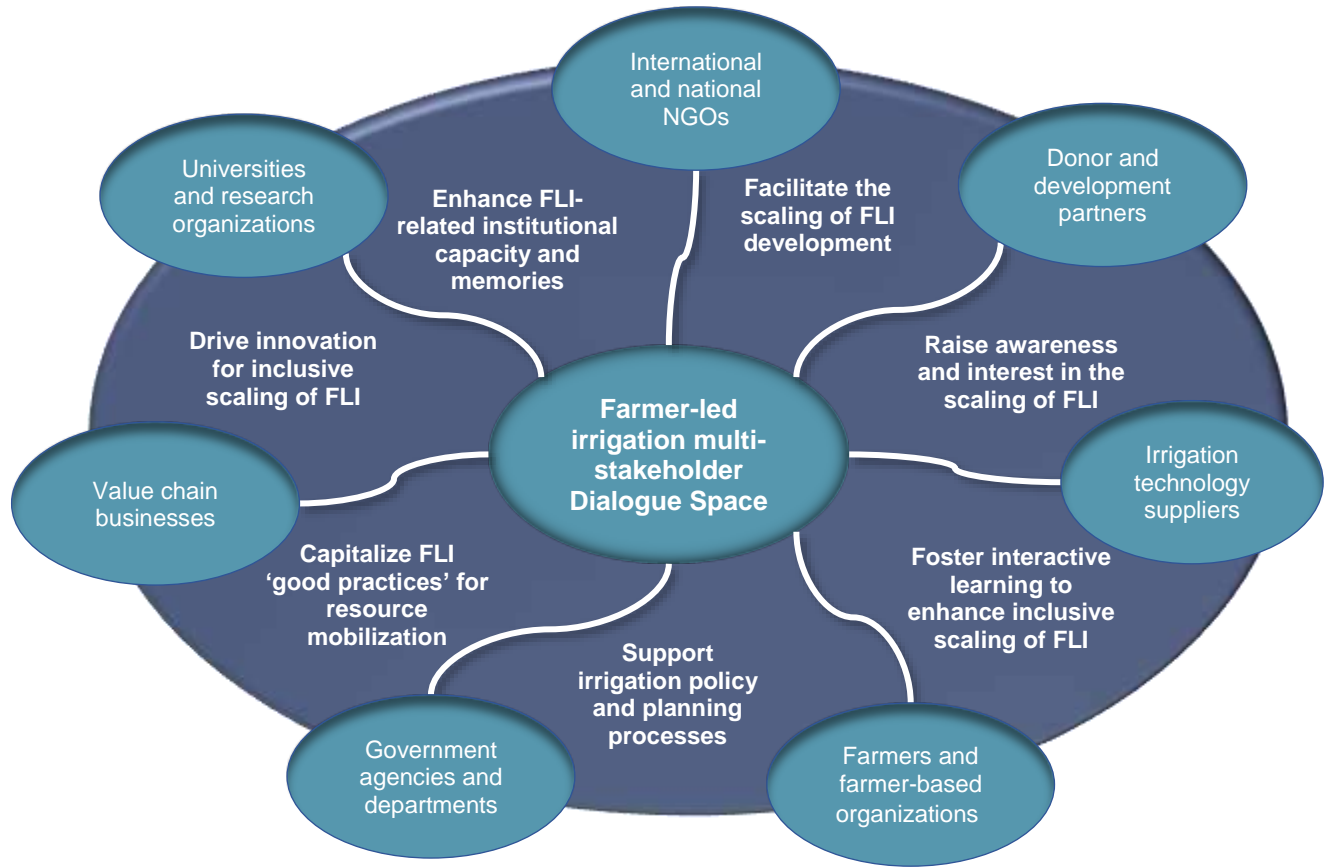 International
and national
NGOs
Universities
and research
organizations
Donor and
development
partners
Enhance FLI-
related institutional
capacity and
memories
Facilitate the
scaling of FLI
development
Drive innovation
for inclusive
scaling of FLI
Raise awareness
and interest in the
scaling of FLI
Farmer-led
irrigation multi-
stakeholder
Dialogue Space
Value chain
businesses
Irrigation
technology
suppliers
Capitalize FLI
‘good practices’ for
resource
mobilization
Foster interactive
learning to
enhance inclusive
scaling of FLI
Support
irrigation policy
and planning
processes
Government
agencies and
departments
Farmers and
farmer-based
organizations